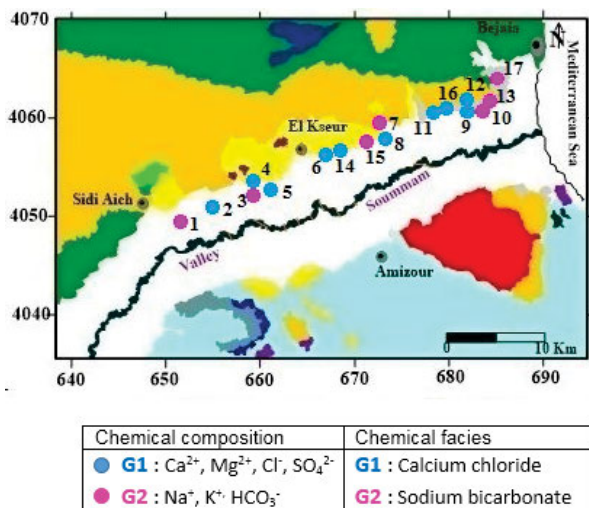 4070
4060
4050
4040
640 650 660 670 680 690
Bejaia
N
Mediterranean Sea
17
12
16
13
11
9
10
El Kseur
7
15
8
6
14
4
3
5
Sidi Aich
2
1
Soummam
Valley
Amizour
10 Km
Chemical composition Chemical facies
G1 : Ca²⁺, Mg²⁺, Cl⁻, SO₄²⁻ G1 : Calcium chloride
G2 : Na⁺, K⁺, HCO₃⁻ G2 : Sodium bicarbonate